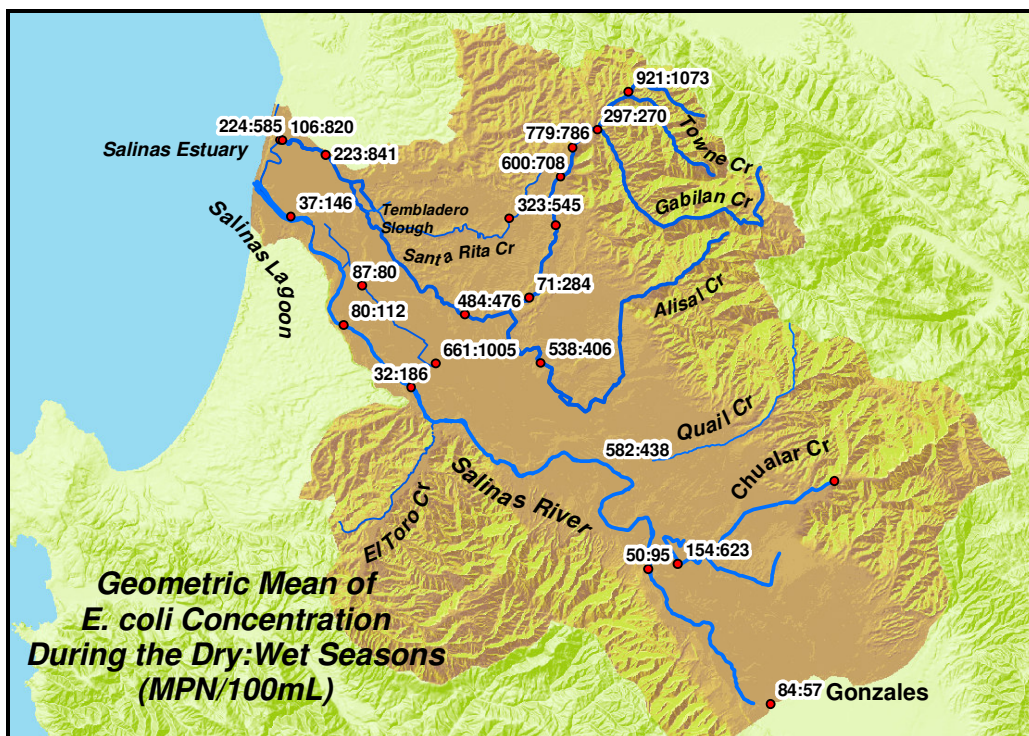 921:1073
297:270
Towne Cr
779:786
224:585
106:820
Salinas Estuary
223:841
600:708
Gabilan Cr
37:146
Tembladero
Slough
323:545
Salinas Lagoon
Santa Rita Cr
87:80
71:284
Alisal Cr
80:112
484:476
661:1005
538:406
32:186
Quail Cr
582:438
Chualar Cr
Salinas River
El Toro Cr
50:95
154:623
Geometric Mean of
E. coli Concentration
During the Dry:Wet Seasons
(MPN/100mL)
84:57
Gonzales